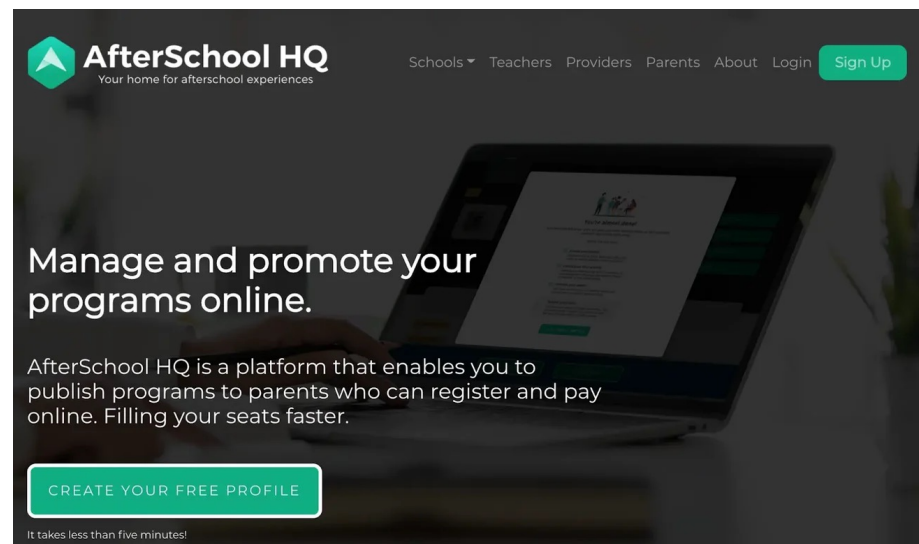 AfterSchool HQ
Your home for afterschool experiences
Schools Teachers Providers Parents About Login Sign Up
Manage and promote your
programs online.
AfterSchool HQ is a platform that enables you to
publish programs to parents who can register and pay
online. Filling your seats faster.
CREATE YOUR FREE PROFILE
It takes less than five minutes!